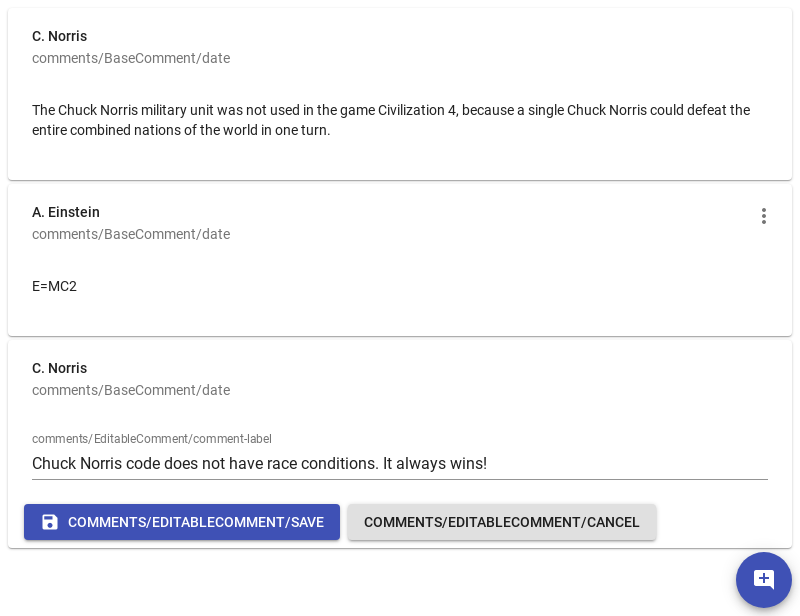 C. Norris
comments/BaseComment/date
The Chuck Norris military unit was not used in the game Civilization 4, because a single Chuck Norris could defeat the
entire combined nations of the world in one turn.
A. Einstein
comments/BaseComment/date
E=MC2
C. Norris
comments/BaseComment/date
comments/EditableComment/comment-label
Chuck Norris code does not have race conditions. It always wins!
COMMENTS/EDITABLECOMMENT/SAVE
COMMENTS/EDITABLECOMMENT/CANCEL